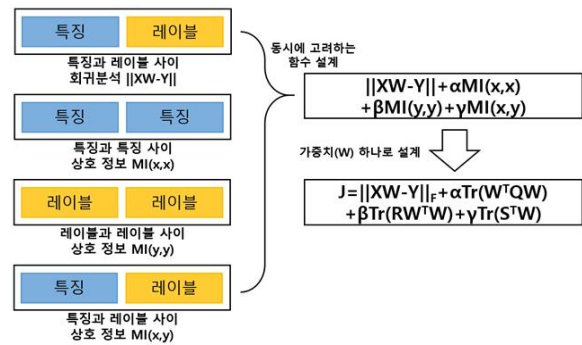 특징 레이블
특징과 레이블 사이
회귀분석 ||XW-Y||
특징 특징
특징과 특징 사이
상호 정보 MI(x,x)
레이블 레이블
레이블과 레이블 사이
상호 정보 MI(y,y)
특징 레이블
특징과 레이블 사이
상호 정보 MI(x,y)
동시에 고려하는
함수 설계
||XW-Y||+αMI(x,x)
+βMI(y,y)+γMI(x,y)
가중치(W) 하나로 설계
J=||XW-Y||F+αTr(WᵀQW)
+βTr(RWᵀW)+γTr(SᵀW)